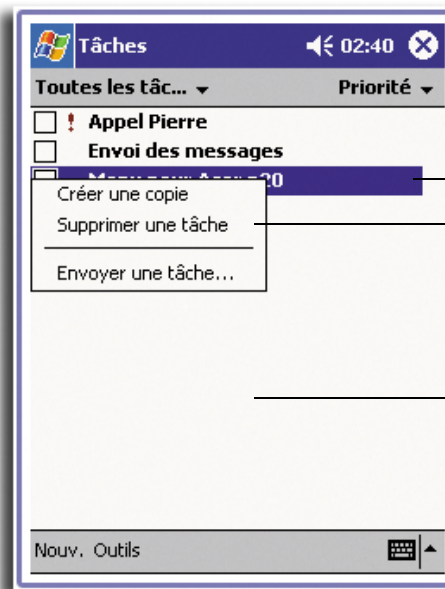 Tâches 02:40
Toutes les tâc... Priorité
! Appel Pierre
Envoi des messages
20
Créer une copie
Supprimer une tâche
Envoyer une tâche...
Nouv. Outils